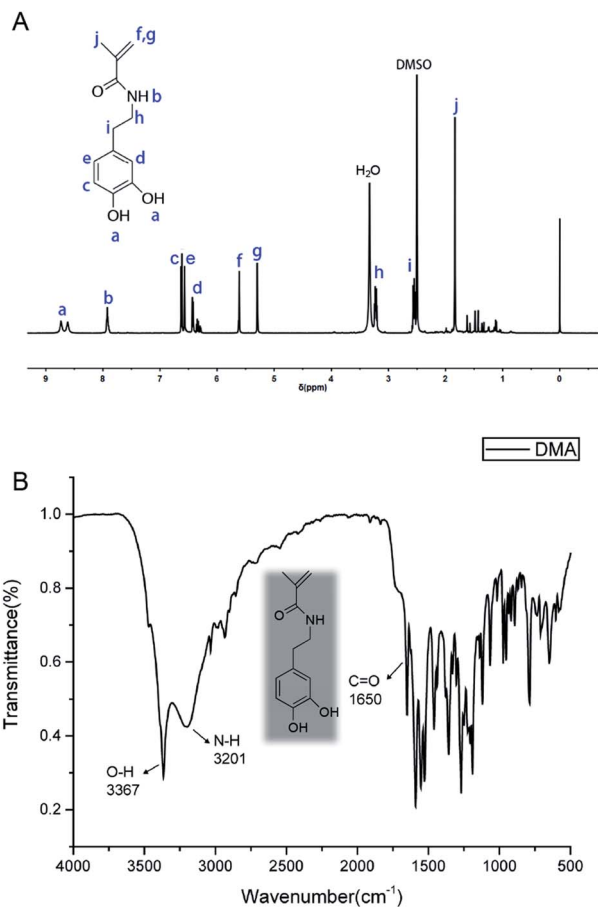 A
j f,g
O
NH b
h
i
e d
c
OH
a
OH
a
DMSO
j
H₂O
g
c e
f
i
h
d
b
a
9 8 7 6 5 4 3 2 1 0
δ(ppm)
B
DMA
1.0
0.8
0.6
0.4
0.2
Transmittance(%)
O
NH
OH
OH
C=O
1650
N-H
3201
O-H
3367
4000 3500 3000 2500 2000 1500 1000 500
Wavenumber(cm⁻¹)